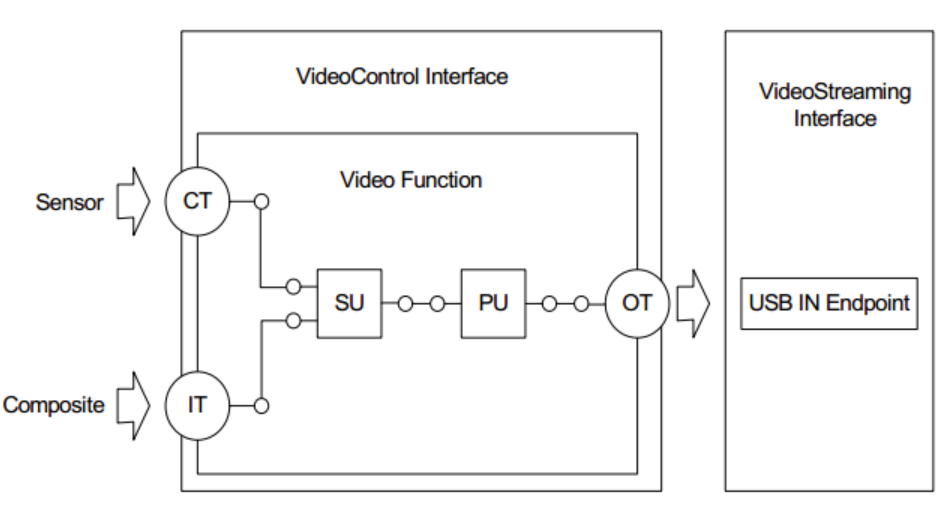 VideoControl Interface
VideoStreaming
Interface
Video Function
Sensor
CT
SU
PU
OT
USB IN Endpoint
Composite
IT